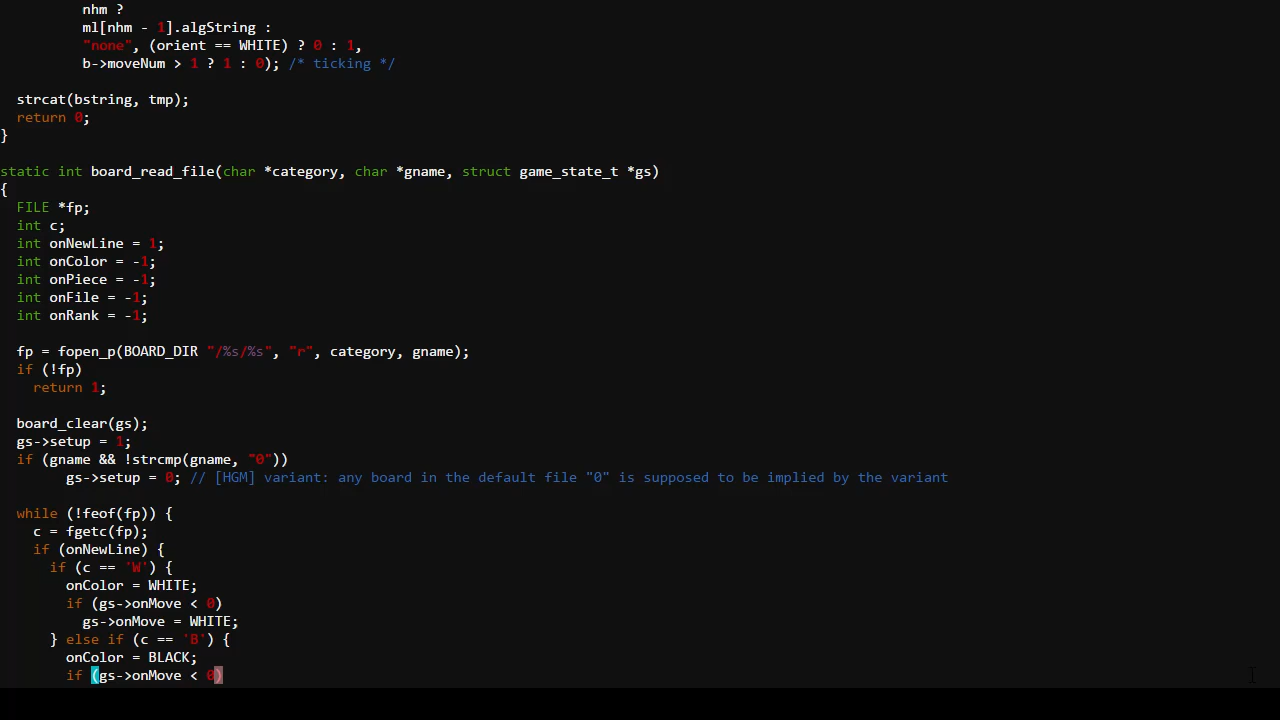 nhm ?
ml[nhm - 1].algString :
"none", (orient == WHITE) ? 0 : 1,
b->moveNum > 1 ? 1 : 0); /* ticking */
strcat(bstring, tmp);
return 0;
}
static int board_read_file(char *category, char *gname, struct game_state_t *gs)
{
FILE *fp;
int c;
int onNewLine = 1;
int onColor = -1;
int onPiece = -1;
int onFile = -1;
int onRank = -1;
fp = fopen_p(BOARD_DIR "/%s/%s", "r", category, gname);
if (!fp)
return 1;
board_clear(gs);
gs->setup = 1;
if (gname && !strcmp(gname, "0"))
gs->setup = 0; // [HGM] variant: any board in the default file "0" is supposed to be implied by the variant
while (!feof(fp)) {
c = fgetc(fp);
if (onNewLine) {
if (c == 'W') {
onColor = WHITE;
if (gs->onMove < 0)
gs->onMove = WHITE;
} else if (c == 'B') {
onColor = BLACK;
if (gs->onMove < 0)